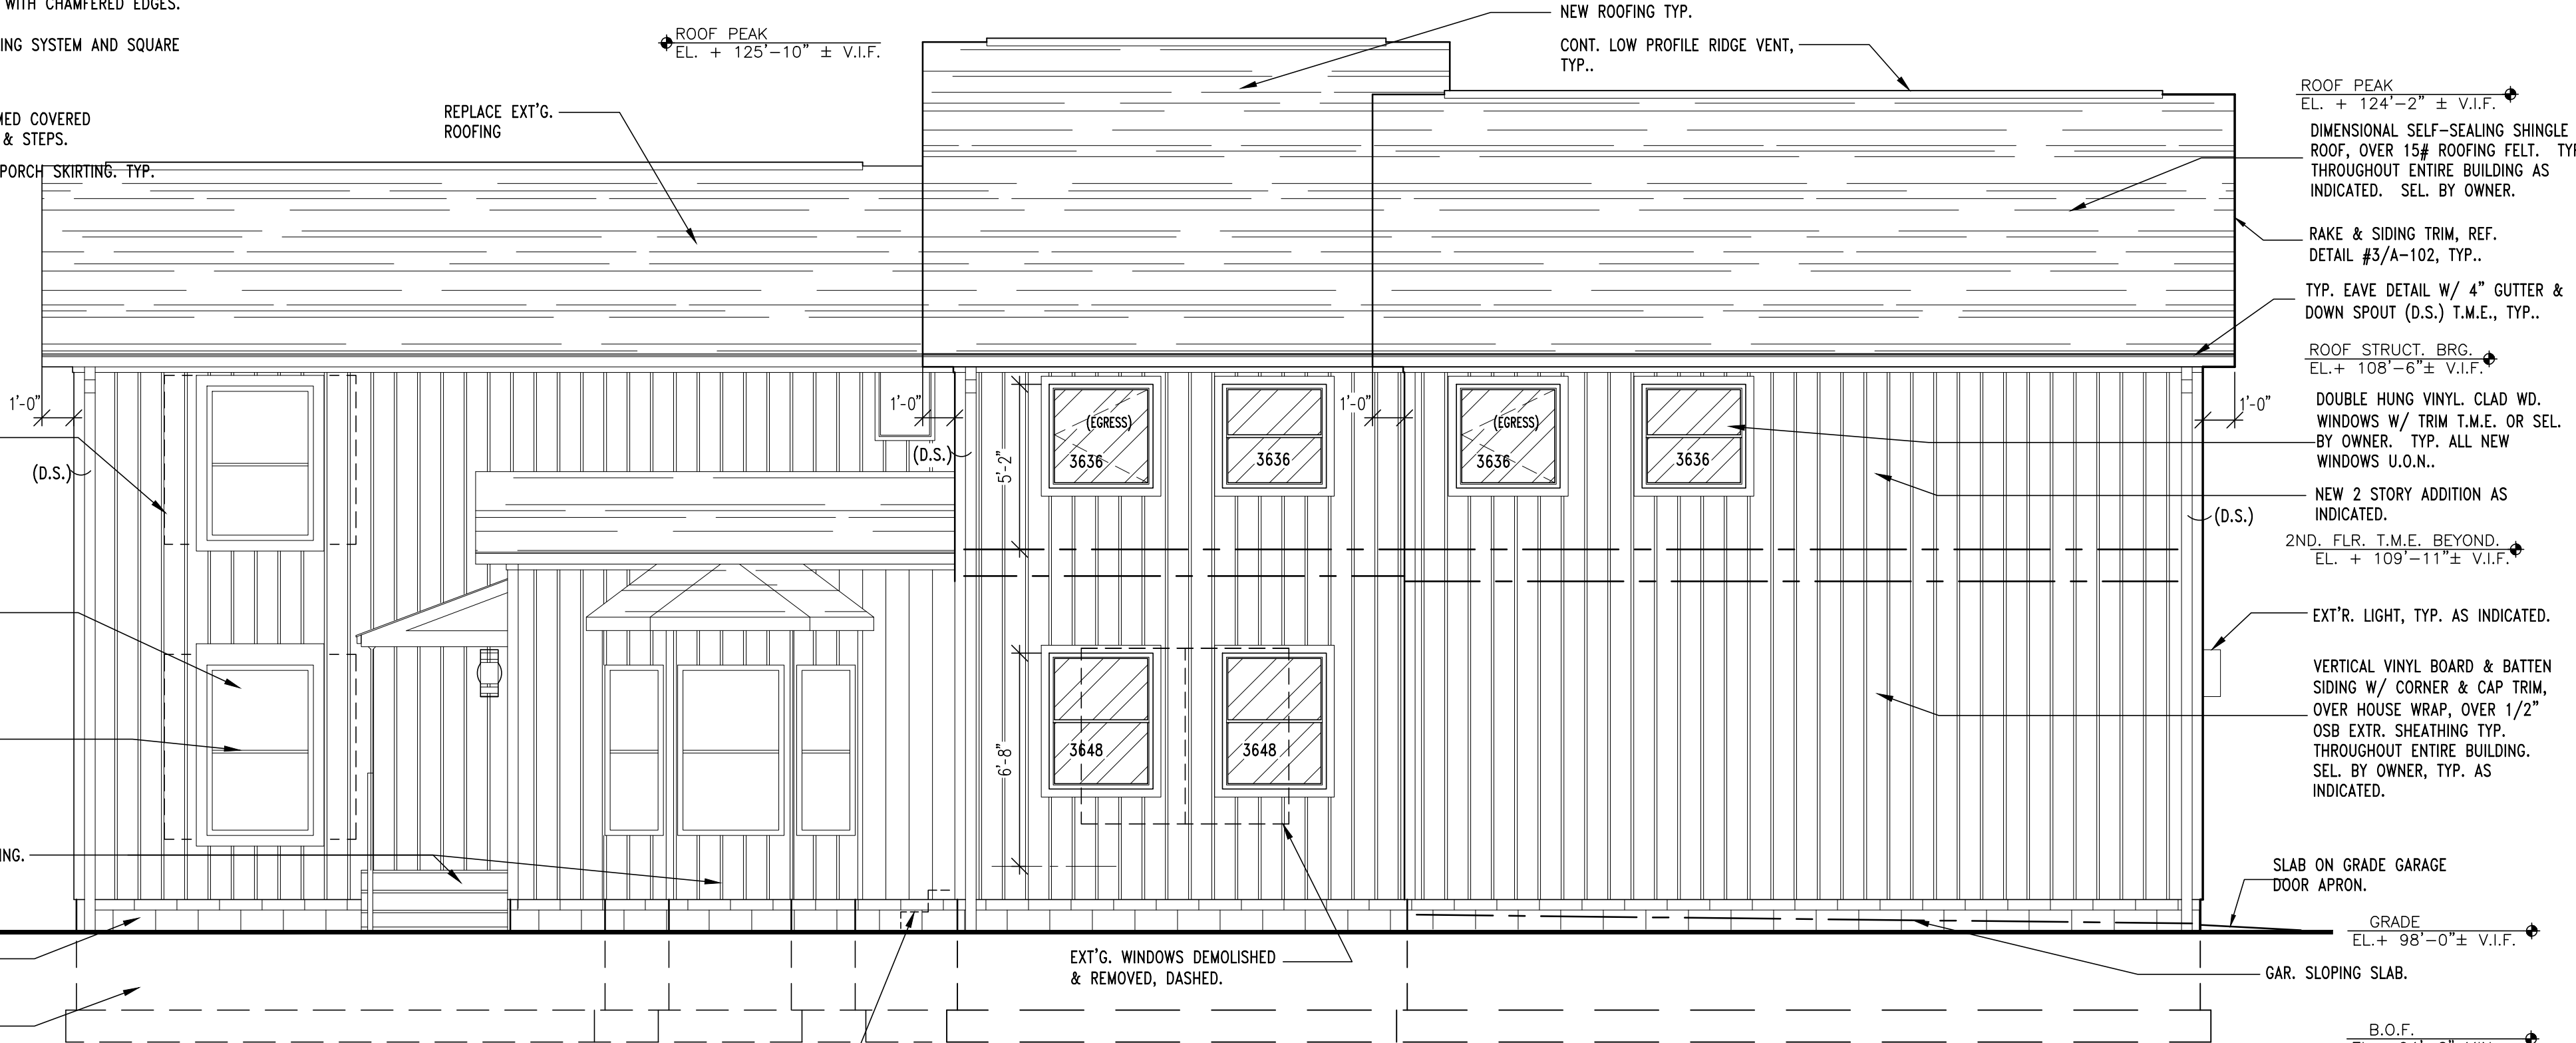 WITH CHAMFERED EDGES.
ING SYSTEM AND SQUARE
MED COVERED
& STEPS.
PORCH SKIRTING. TYP.
ROOF PEAK
EL. + 125'-10" ± V.I.F.
REPLACE EXT'G.
ROOFING
NEW ROOFING TYP.
CONT. LOW PROFILE RIDGE VENT,
TYP..
ROOF PEAK
EL. + 124'-2" ± V.I.F.
DIMENSIONAL SELF-SEALING SHINGLE
ROOF, OVER 15# ROOFING FELT. TYP
THROUGHOUT ENTIRE BUILDING AS
INDICATED. SEL. BY OWNER.
RAKE & SIDING TRIM, REF.
DETAIL #3/A-102, TYP..
TYP. EAVE DETAIL W/ 4" GUTTER &
DOWN SPOUT (D.S.) T.M.E., TYP..
ROOF STRUCT. BRG.
EL.+ 108'-6"± V.I.F.
1'-0"
1'-0"
1'-0"
1'-0"
DOUBLE HUNG VINYL. CLAD WD.
WINDOWS W/ TRIM T.M.E. OR SEL.
BY OWNER. TYP. ALL NEW
WINDOWS U.O.N..
(D.S.)
(D.S.)
5'-2"
(EGRESS)
3636
3636
(EGRESS)
3636
3636
NEW 2 STORY ADDITION AS
INDICATED.
(D.S.)
2ND. FLR. T.M.E. BEYOND.
EL. + 109'-11"± V.I.F.
EXT'R. LIGHT, TYP. AS INDICATED.
VERTICAL VINYL BOARD & BATTEN
SIDING W/ CORNER & CAP TRIM,
OVER HOUSE WRAP, OVER 1/2"
OSB EXTR. SHEATHING TYP.
THROUGHOUT ENTIRE BUILDING.
SEL. BY OWNER, TYP. AS
INDICATED.
6'-8"
3648
3648
ING.
SLAB ON GRADE GARAGE
DOOR APRON.
GRADE
EL.+ 98'-0"± V.I.F.
EXT'G. WINDOWS DEMOLISHED
& REMOVED, DASHED.
GAR. SLOPING SLAB.
B.O.F.